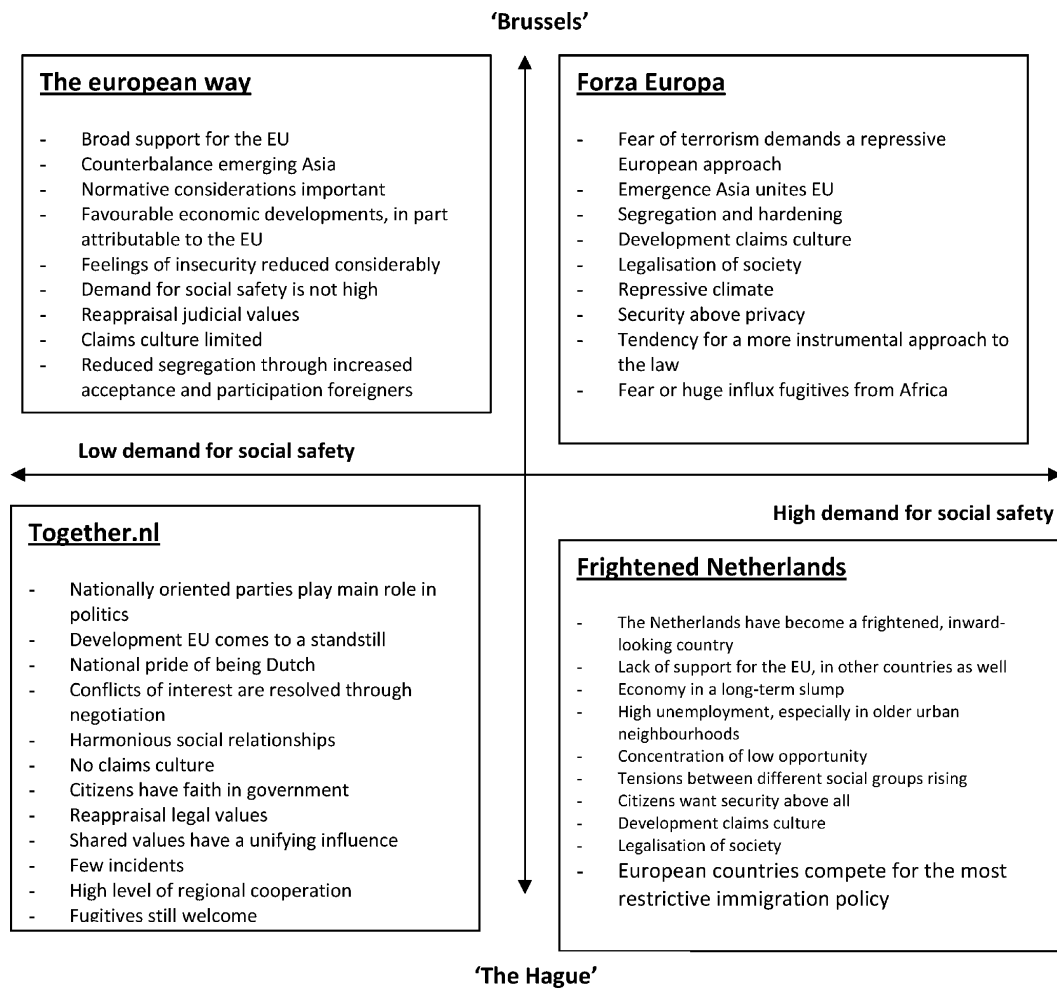 ‘Brussels’
The european way
- Broad support for the EU
- Counterbalance emerging Asia
- Normative considerations important
- Favourable economic developments, in part
attributable to the EU
- Feelings of insecurity reduced considerably
- Demand for social safety is not high
- Reappraisal judicial values
- Claims culture limited
- Reduced segregation through increased
acceptance and participation foreigners
Forza Europa
- Fear of terrorism demands a repressive
European approach
- Emergence Asia unites EU
- Segregation and hardening
- Development claims culture
- Legalisation of society
- Repressive climate
- Security above privacy
- Tendency for a more instrumental approach to
the law
- Fear or huge influx fugitives from Africa
Low demand for social safety
High demand for social safety
Together.nl
- Nationally oriented parties play main role in
politics
- Development EU comes to a standstill
- National pride of being Dutch
- Conflicts of interest are resolved through
negotiation
- Harmonious social relationships
- No claims culture
- Citizens have faith in government
- Reappraisal legal values
- Shared values have a unifying influence
- Few incidents
- High level of regional cooperation
- Fugitives still welcome
Frightened Netherlands
- The Netherlands have become a frightened, inward-
looking country
- Lack of support for the EU, in other countries as well
- Economy in a long-term slump
- High unemployment, especially in older urban
neighbourhoods
- Concentration of low opportunity
- Tensions between different social groups rising
- Citizens want security above all
- Development claims culture
- Legalisation of society
- European countries compete for the most
restrictive immigration policy
‘The Hague’